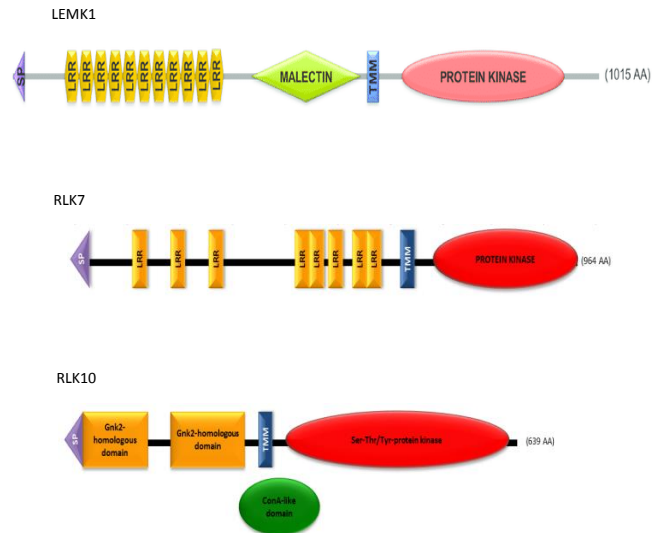 LEMK1
SP
LRR
LRR
LRR
LRR
LRR
LRR
LRR
LRR
LRR
LRR
LRR
MALECTIN
TMM
PROTEIN KINASE
(1015 AA)
RLK7
SP
LRR
LRR
LRR
LRR
LRR
LRR
LRR
LRR
TMM
PROTEIN KINASE
(964 AA)
RLK10
SP
Gnk2-
homologous
domain
Gnk2-homologous
domain
TMM
Ser-Thr/Tyr-protein kinase
(639 AA)
ConA-like
domain